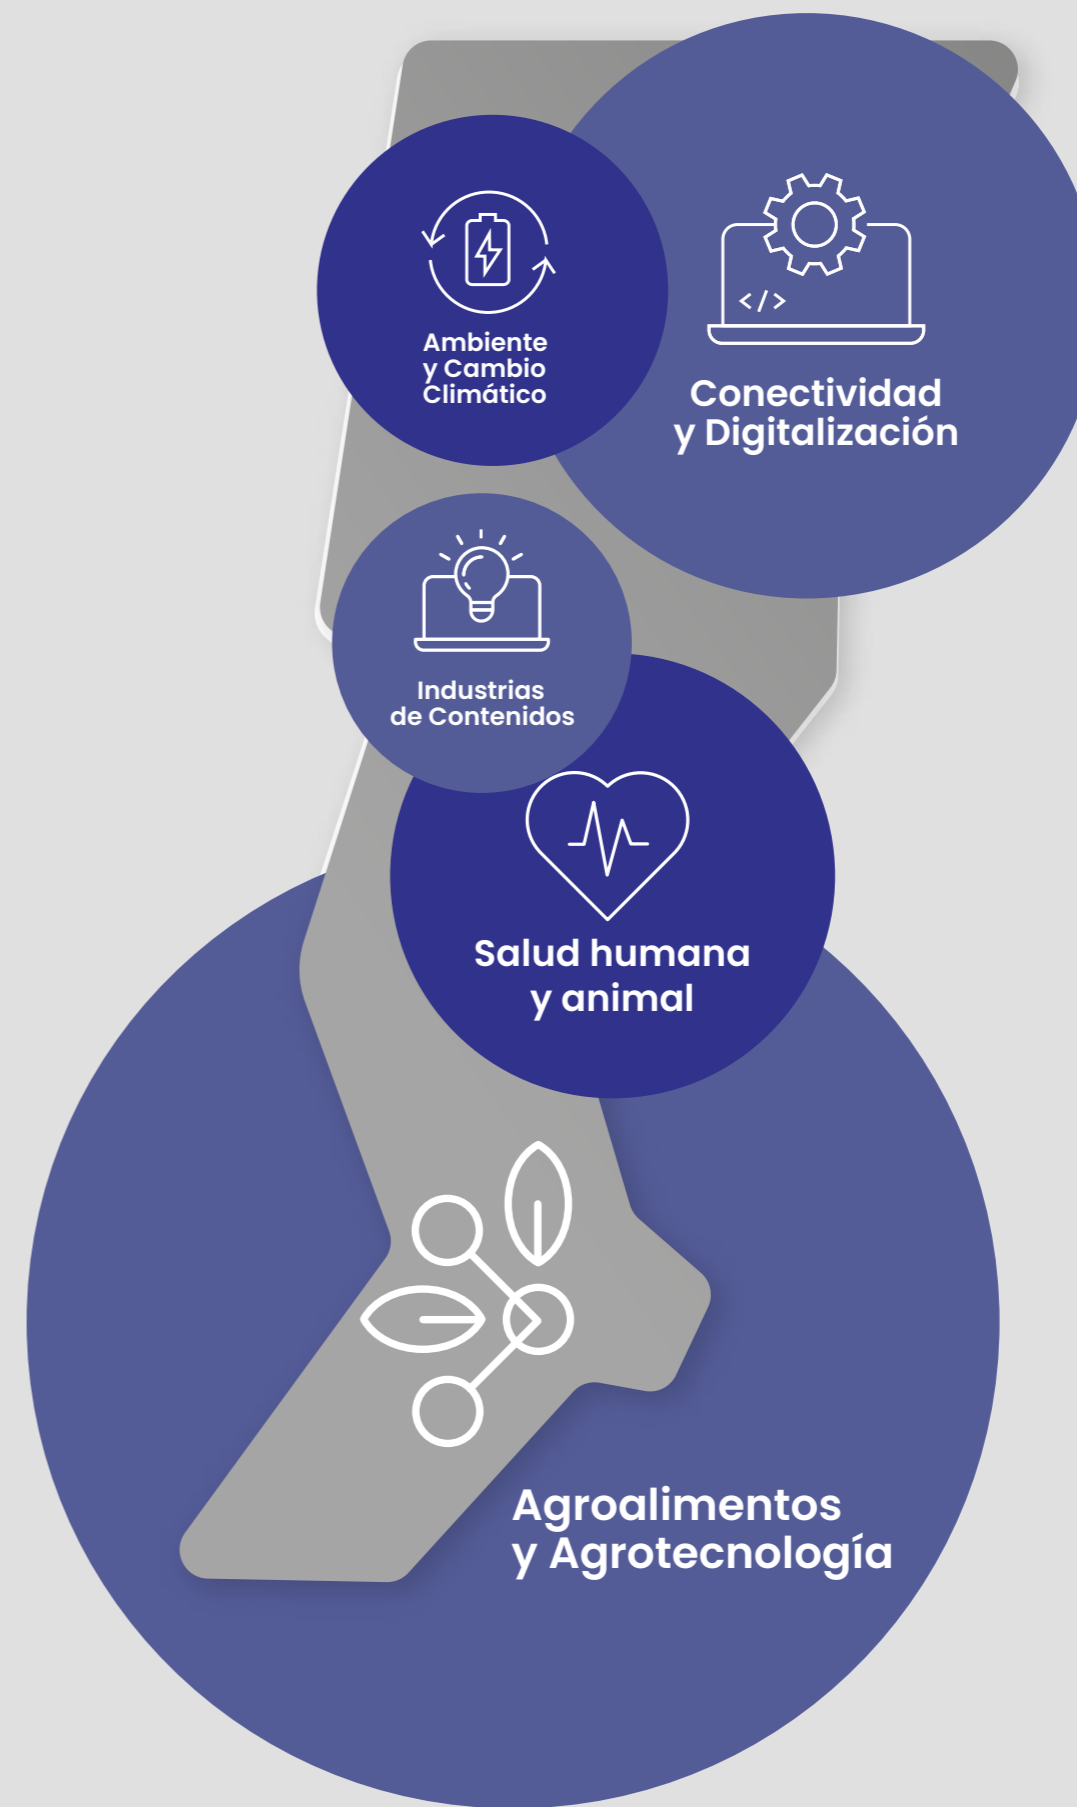 Ambiente
y Cambio
Climático
Conectividad
y Digitalización
</>
Industrias
de Contenidos
Salud humana
y animal
Agroalimentos
y Agrotecnología